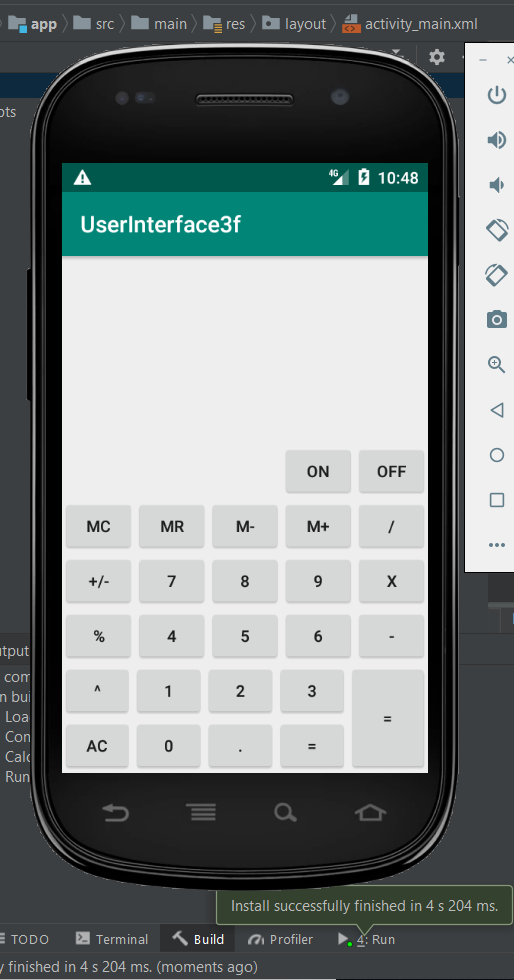 app src main res layout activity_main.xml
pts
4G 10:48
UserInterface3f
ON OFF
MC MR M- M+ /
+/- 7 8 9 X
% 4 5 6 -
^ 1 2 3
=
AC 0 . =
utput
com
n bui
Loa
Con
Calc
Run
Install successfully finished in 4 s 204 ms.
TODO Terminal Build Profiler 4: Run
y finished in 4 s 204 ms. (moments ago)